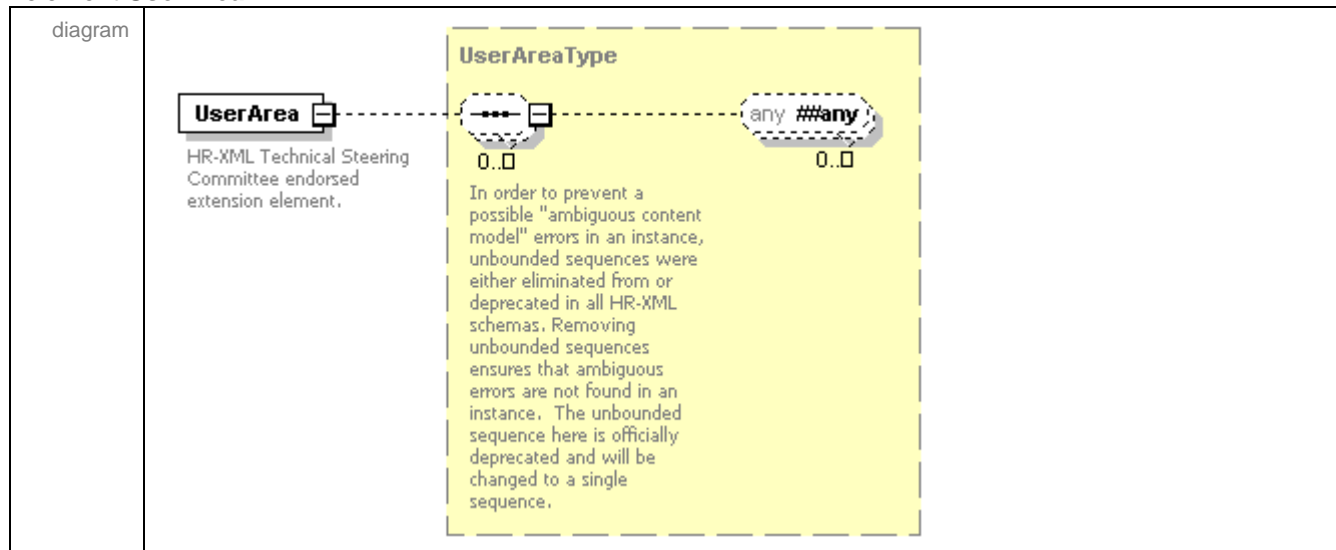 diagram
UserAreaType
UserArea
any ##any
0..□
0..□
HR-XML Technical Steering
Committee endorsed
extension element.
In order to prevent a
possible "ambiguous content
model" errors in an instance,
unbounded sequences were
either eliminated from or
deprecated in all HR-XML
schemas. Removing
unbounded sequences
ensures that ambiguous
errors are not found in an
instance.  The unbounded
sequence here is officially
deprecated and will be
changed to a single
sequence.